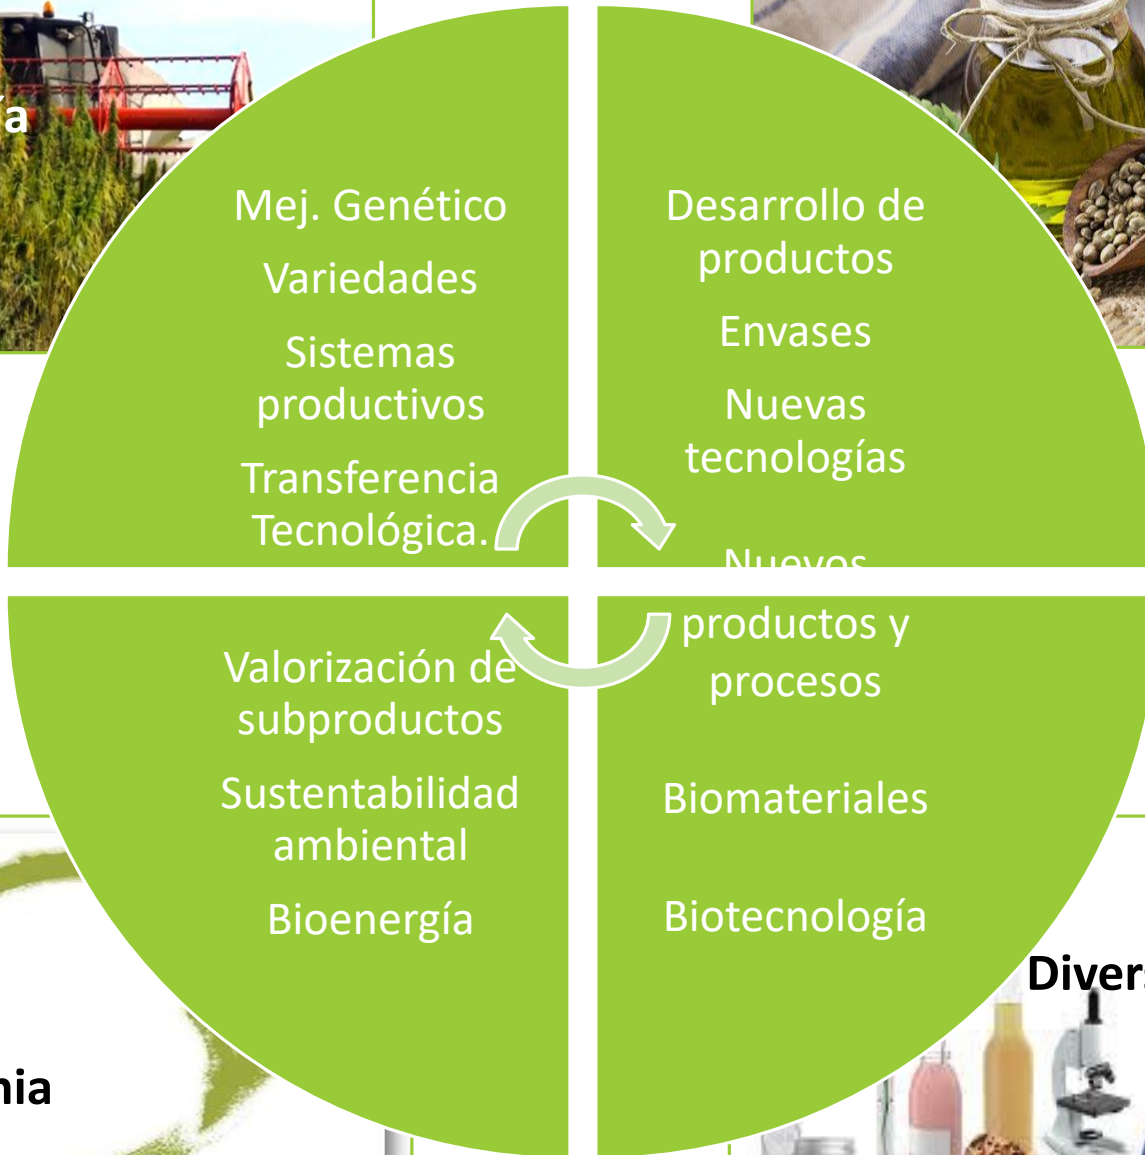 Mej. Genético
Variedades
Sistemas
productivos
Transferencia
Tecnológica.
Desarrollo de
productos
Envases
Nuevas
tecnologías
Nuevos
productos y
procesos
Biomateriales
Biotecnología
Valorización de
subproductos
Sustentabilidad
ambiental
Bioenergía